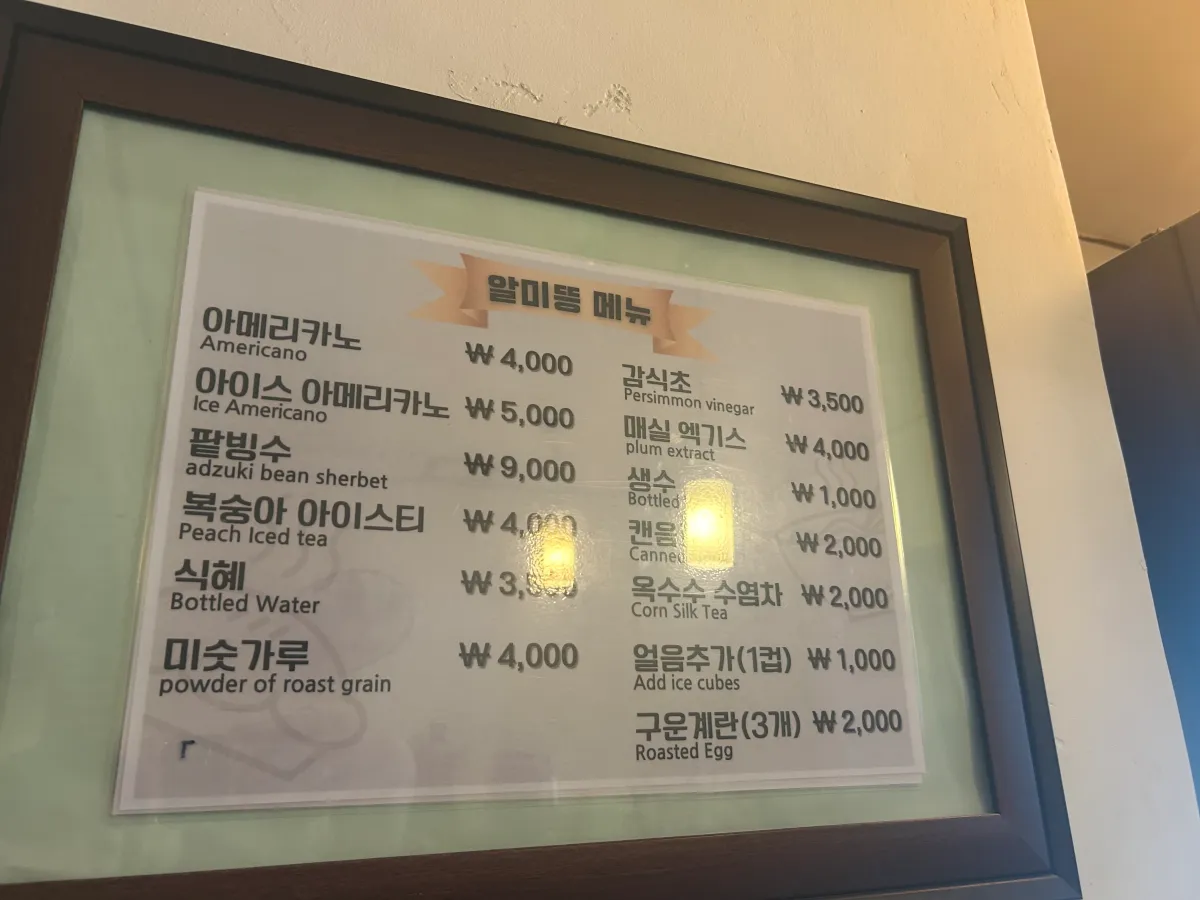 알미뜽 메뉴
아메리카노 ₩ 4,000
Americano
아이스 아메리카노 ₩ 5,000
Ice Americano
팥빙수 ₩ 9,000
adzuki bean sherbet
복숭아 아이스티 ₩
Peach Iced tea
식혜 ₩
Bottled Water
미숫가루 ₩ 4,000
powder of roast grain
r
감식초 ₩ 3,500
Persimmon vinegar
매실 엑기스 ₩ 4,000
plum extract
생수 ₩ 1,000
Bottled
₩ 2,000
옥수수 수염차 ₩ 2,000
Corn Silk Tea
얼음추가(1컵) ₩ 1,000
Add ice cubes
구운계란(3개) ₩ 2,000
Roasted Egg